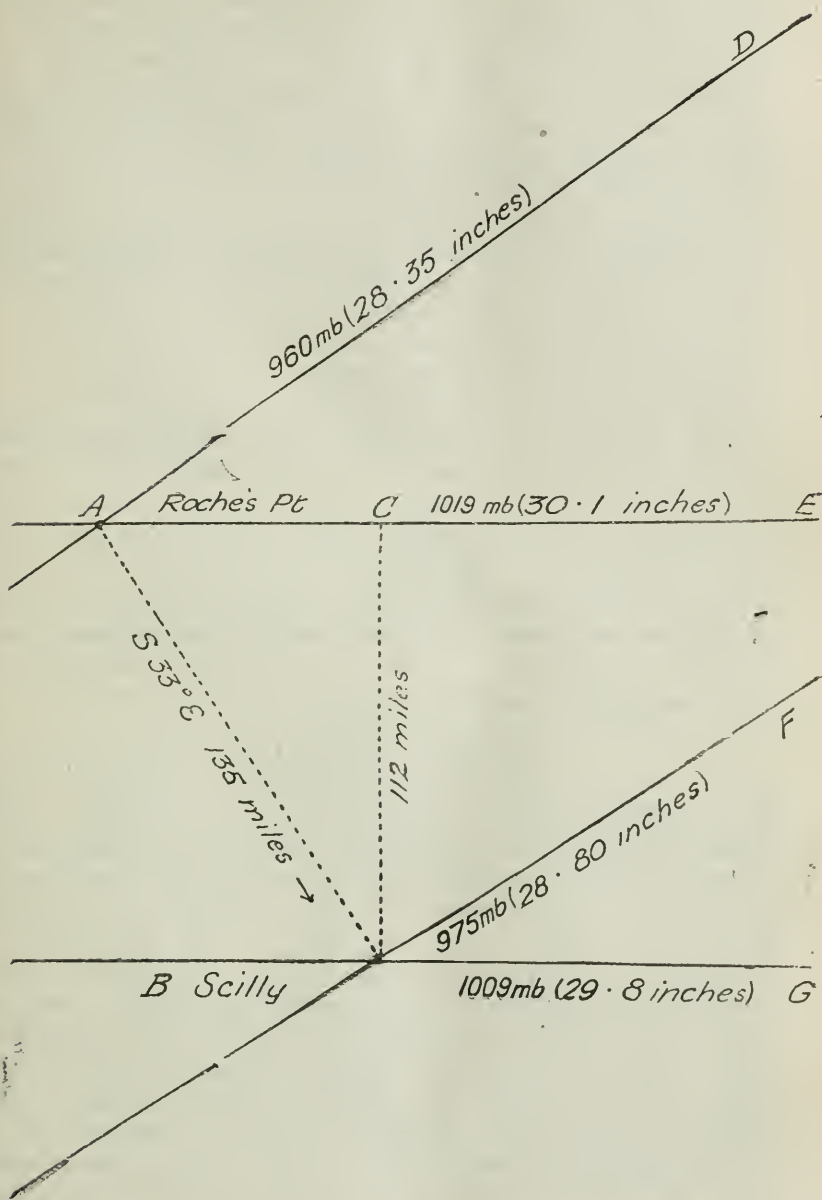 D
960mb (28·35 inches)
A Roche's Pt C 1019 mb (30·1 inches) E
S 33° E 135 miles →
112 miles
F
975mb (28·80 inches)
B Scilly 1009mb (29·8 inches) G